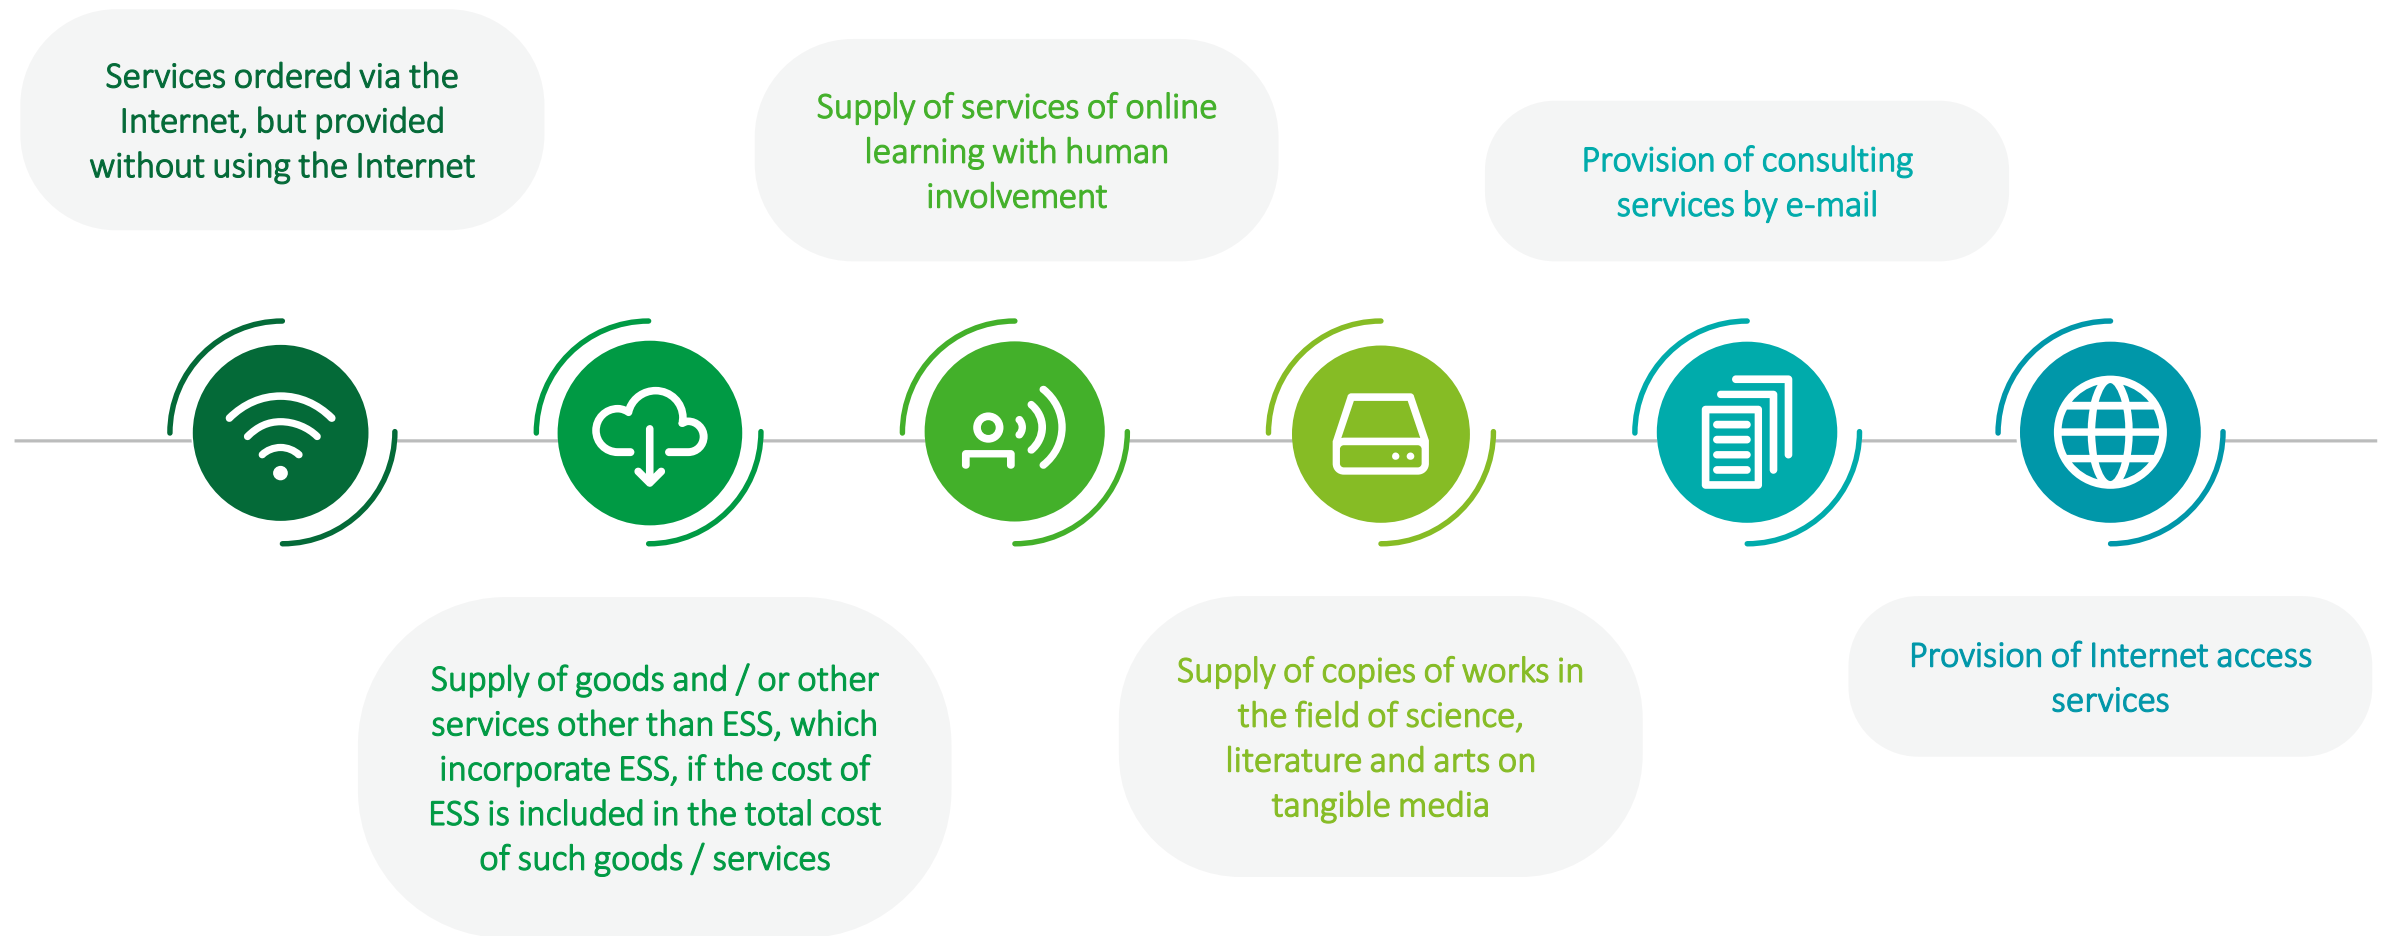 Services ordered via the
Internet, but provided
without using the Internet
Supply of goods and / or other
services other than ESS, which
incorporate ESS, if the cost of
ESS is included in the total cost
of such goods / services
Supply of services of online
learning with human
involvement
Supply of copies of works in
the field of science,
literature and arts on
tangible media
Provision of consulting
services by e-mail
Provision of Internet access
services